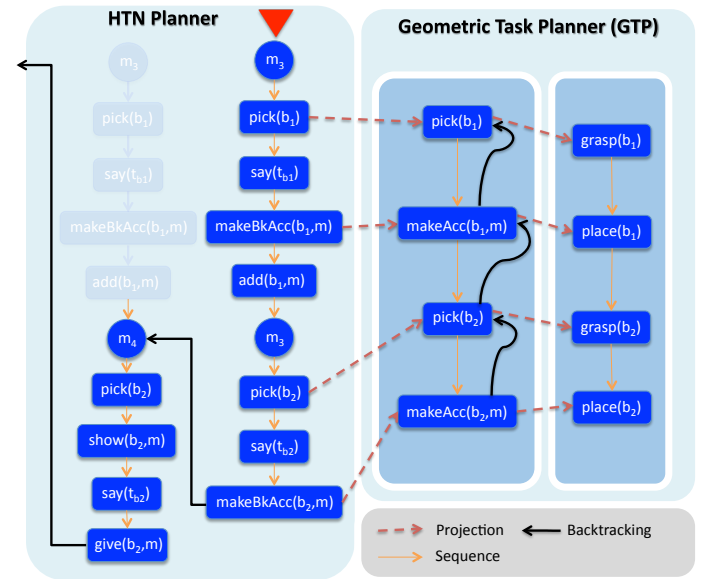 HTN Planner
m3
pick(b1)
say(tb1)
makeBkAcc(b1,m)
add(b1,m)
m4
pick(b2)
show(b2,m)
say(tb2)
give(b2,m)
m3
pick(b1)
say(tb1)
makeBkAcc(b1,m)
add(b1,m)
m3
pick(b2)
say(tb2)
makeBkAcc(b2,m)
Geometric Task Planner (GTP)
pick(b1)
makeAcc(b1,m)
pick(b2)
makeAcc(b2,m)
grasp(b1)
place(b1)
grasp(b2)
place(b2)
Projection
Backtracking
Sequence